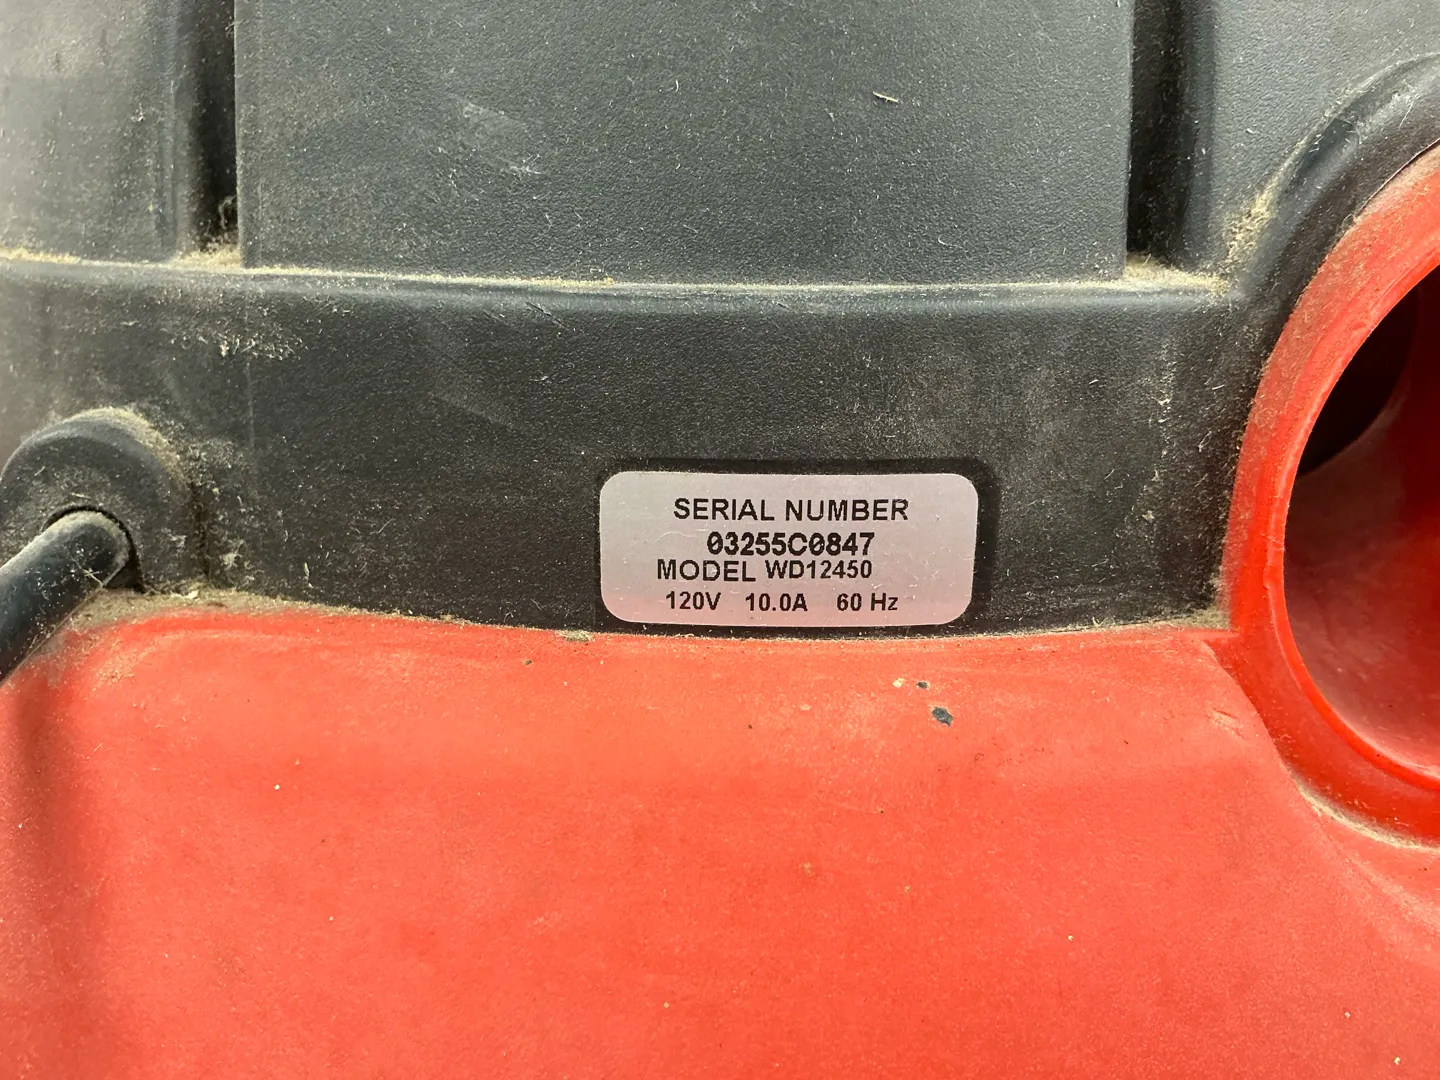 SERIAL NUMBER
03255C0847
MODEL WD12450
120V 10.0A 60 Hz